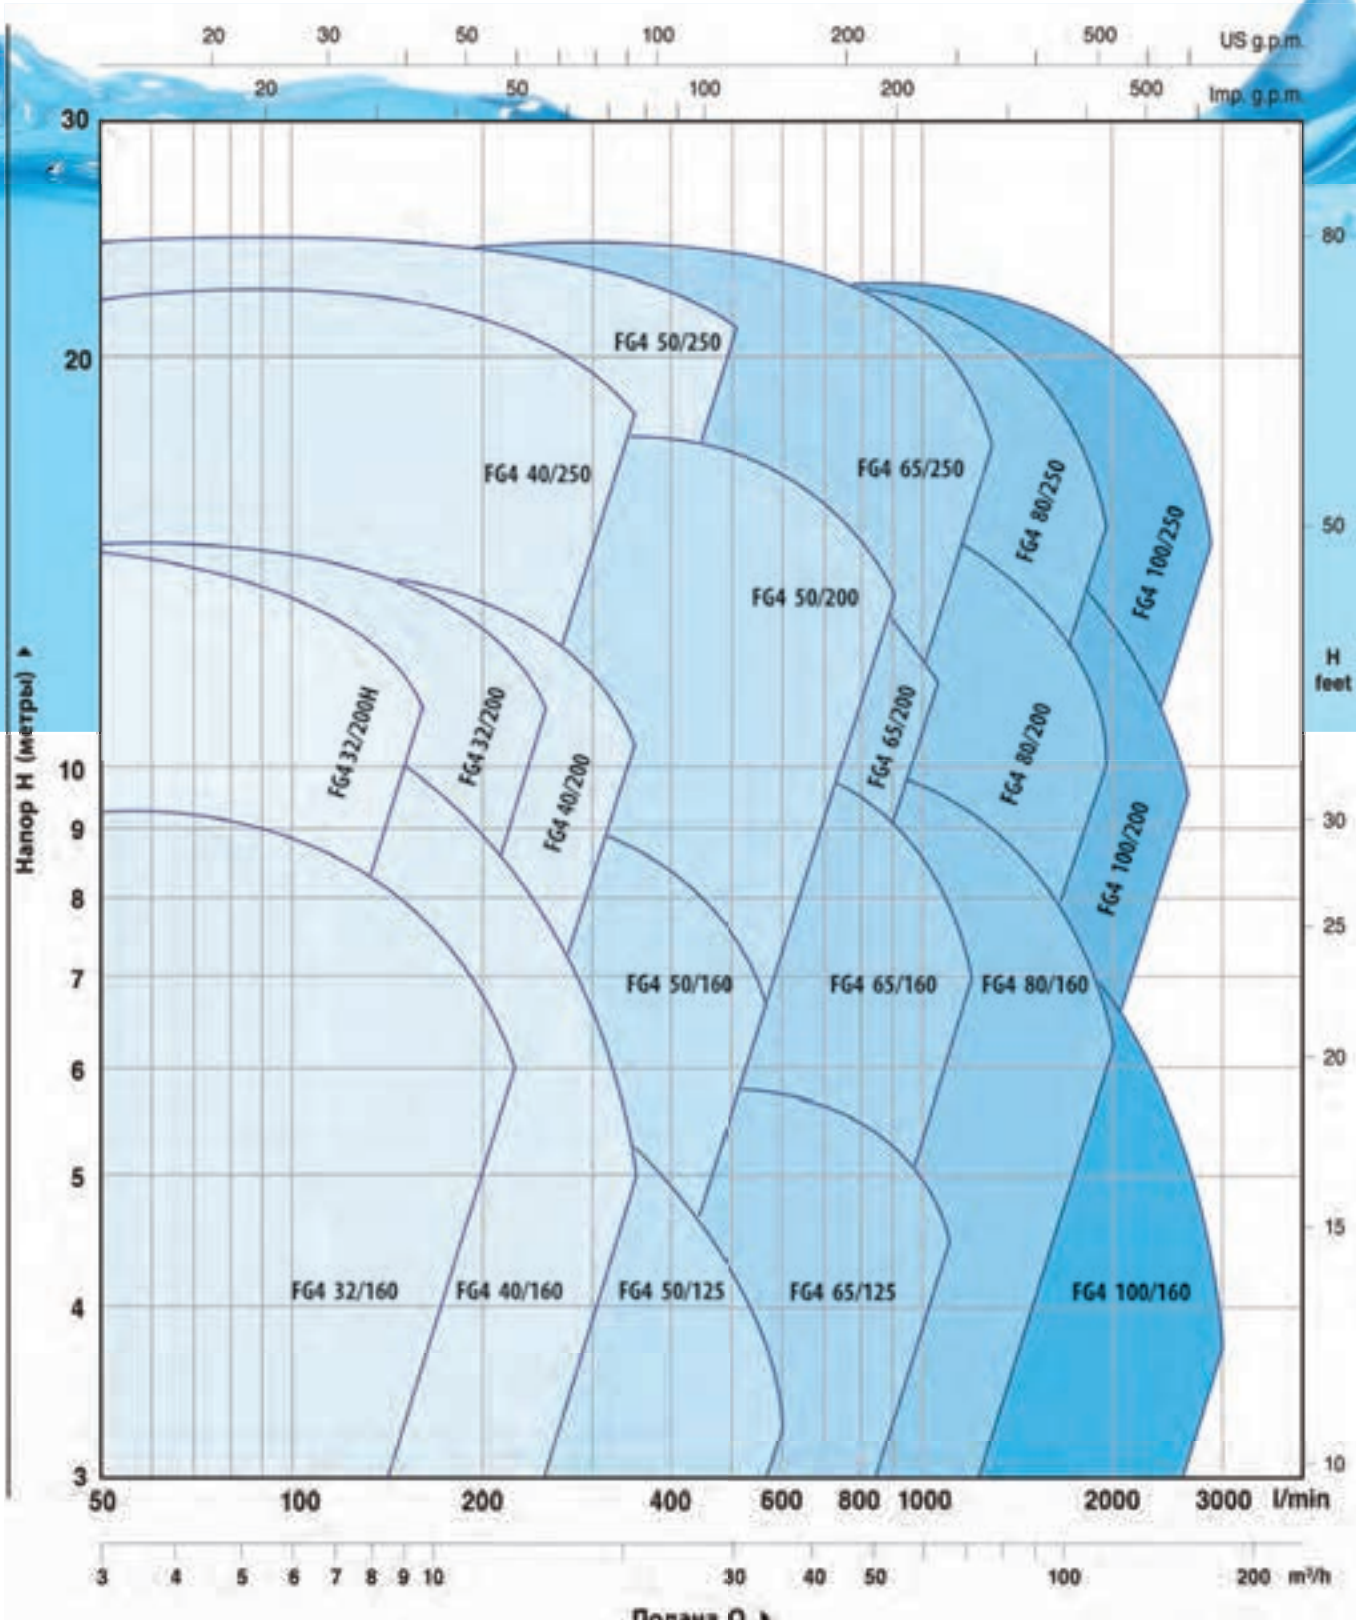 20 30 50 100 200 500 US g.p.m.
20 50 100 200 500 Imp. g.p.m.
30
80
FG4 50/250
20
FG4 40/250
FG4 65/250
FG4 80/250
50
FG4 100/250
FG4 50/200
Напор H (метры)
H
feet
FG4 32/200H
FG4 32/200
FG4 65/200
FG4 80/200
10
FG4 40/200
9
30
FG4 100/200
8
25
7
FG4 50/160
FG4 65/160
FG4 80/160
6
20
5
15
FG4 32/160
FG4 40/160
FG4 50/125
FG4 65/125
FG4 100/160
4
3
10
50 100 200 400 600 800 1000 2000 3000 l/min
3 4 5 6 7 8 9 10 30 40 50 100 200 m³/h
Подача Q